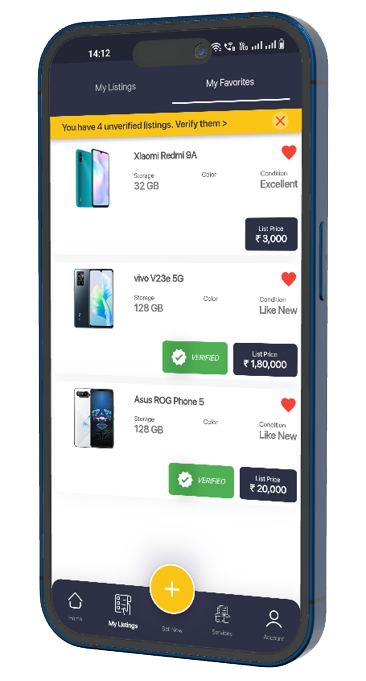 14:12
My Listings
My Favorites
You have 4 unverified listings. Verify them >
Xiaomi Redmi 9A
Storage
Color
Condition
32 GB
Excellent
List Price
₹ 3,000
vivo V23e 5G
Storage
Color
Condition
128 GB
Like New
VERIFIED
List Price
₹ 1,80,000
Asus ROG Phone 5
Storage
Color
Condition
128 GB
Like New
VERIFIED
List Price
₹ 20,000
Home
My Listings
Sell Now
Services
Account